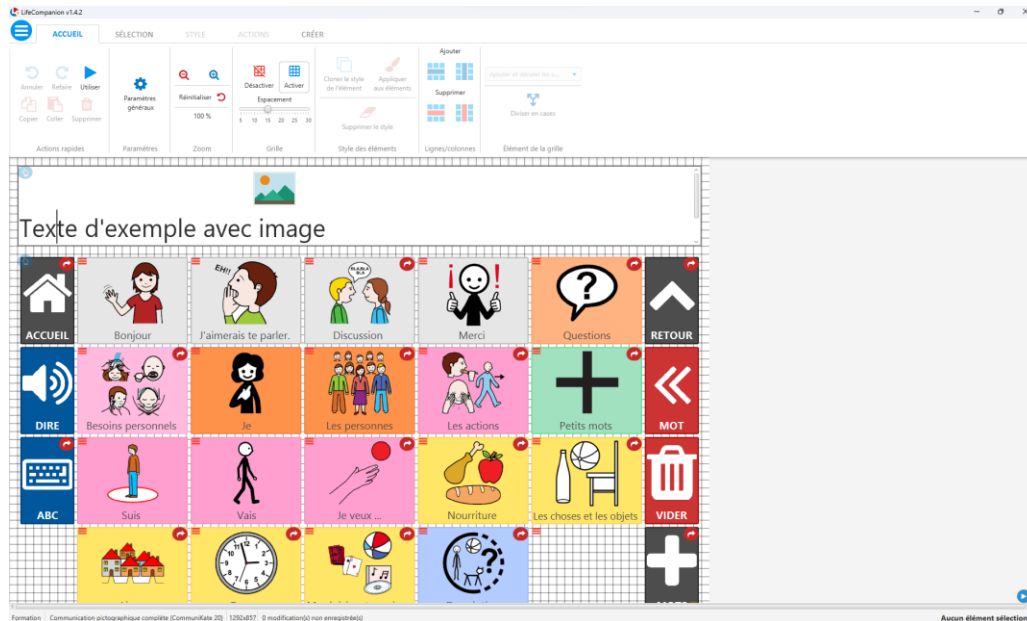 LifeCompanion v1.4.2
ACCUEIL SÉLECTION STYLE ACTIONS CRÉER
Annuler Refaire Utiliser
Copier Coller Supprimer
Actions rapides
Paramètres
généraux
Paramètres
Réinitialiser
100 %
Zoom
Désactiver Activer
Espacement
5 10 15 20 25 30
Grille
Cloner le style
de l'élément
Appliquer
aux éléments
Supprimer le style
Style des éléments
Ajouter
Supprimer
Lignes/colonnes
Diviser en cases
Élément de la grille
Texte d'exemple avec image
ACCUEIL
Bonjour
EH!!
J'aimerais te parler.
BLABLA
BLA
Discussion
Merci
Questions
RETOUR
DIRE
Besoins personnels
Je
Les personnes
Les actions
Petits mots
MOT
ABC
Suis
Vais
Je veux ...
Nourriture
Les choses et les objets
VIDER
Formation Communication pictographique complète (CommuniKate 20) 1292x857 0 modification(s) non enregistrée(s)
Aucun élément sélection